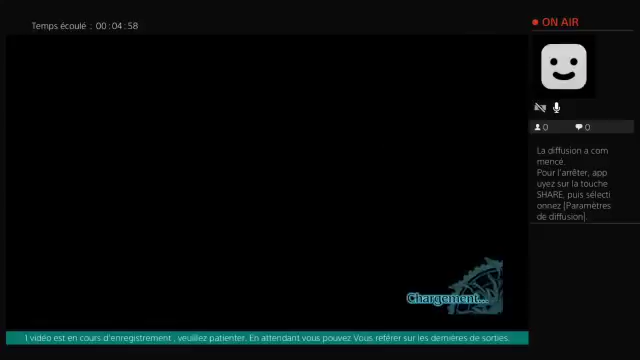 Temps écoulé : 00:04:58
ON AIR
0 0
La diffusion a com
mencé.
Pour l'arrêter, app
uyez sur la touche
SHARE, puis sélecti
onnez [Paramètres
de diffusion].
Chargement...
1 vidéo est en cours d'enregistrement , veuillez patienter. En attendant vous pouvez Vous referer sur les dernières de sorties.